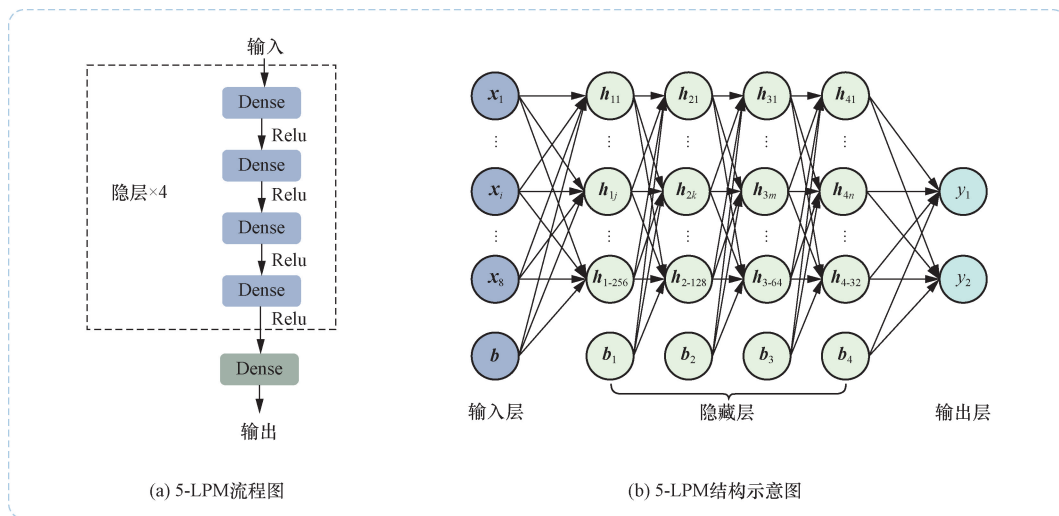 输入
Dense
Relu
Dense
Relu
隐层×4
Dense
Relu
Dense
Relu
Dense
输出
(a) 5-LPM流程图
x₁ h₁₁ h₂₁ h₃₁ h₄₁
⋮ ⋮ ⋮ ⋮ ⋮
xᵢ h₁ⱼ h₂ₖ h₃ₘ h₄ₙ y₁
⋮ ⋮ ⋮ ⋮ ⋮
x₈ h₁₋₂₅₆ h₂₋₁₂₈ h₃₋₆₄ h₄₋₃₂ y₂
b b₁ b₂ b₃ b₄
输入层 隐藏层 输出层
(b) 5-LPM结构示意图